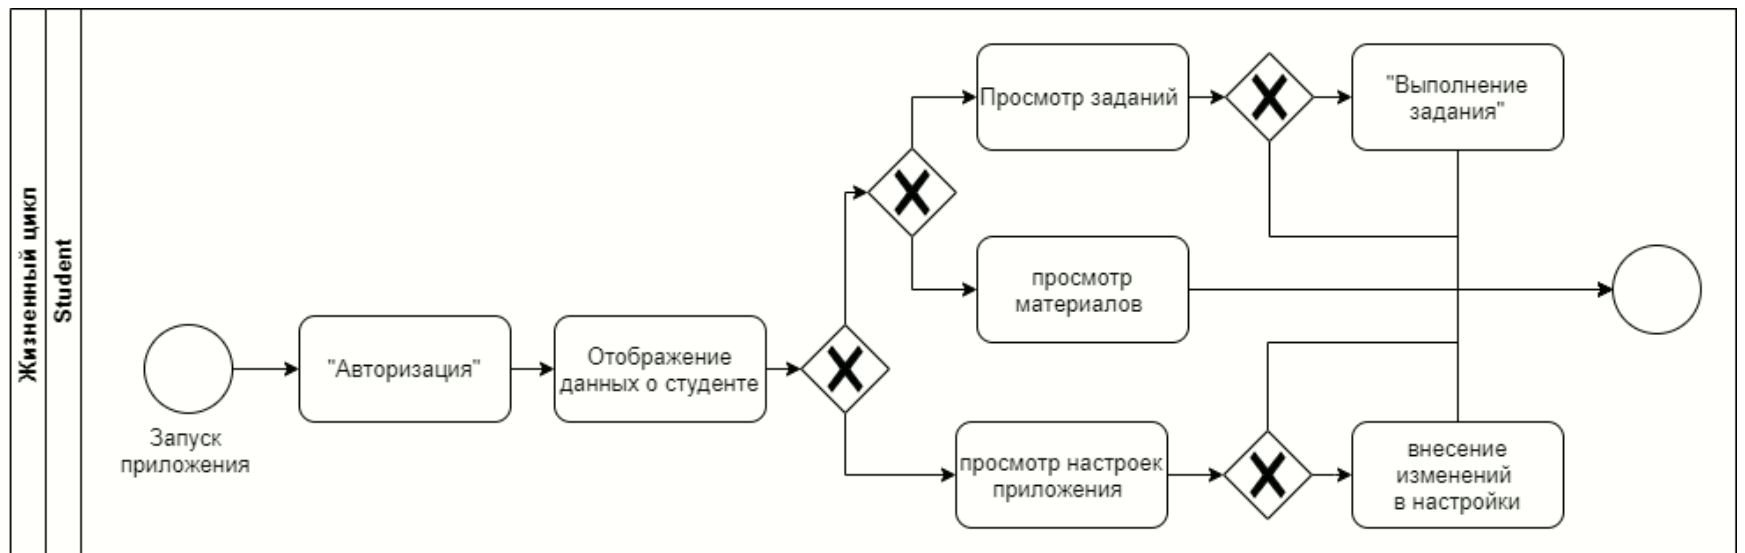 Жизненный цикл
Student
Запуск
приложения
"Авторизация"
Отображение
данных о студенте
Просмотр заданий
"Выполнение
задания"
просмотр
материалов
просмотр настроек
приложения
внесение
изменений
в настройки